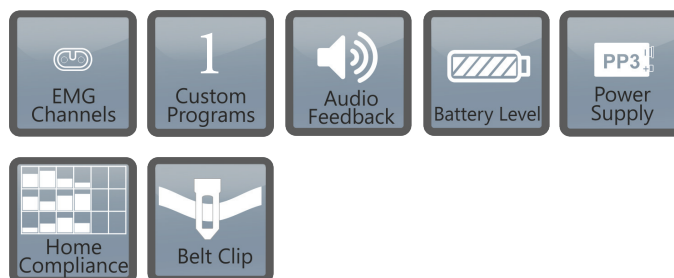 1
PP3
EMG
Channels
Custom
Programs
Audio
Feedback
Battery Level
Power
Supply
Home
Compliance
Belt Clip